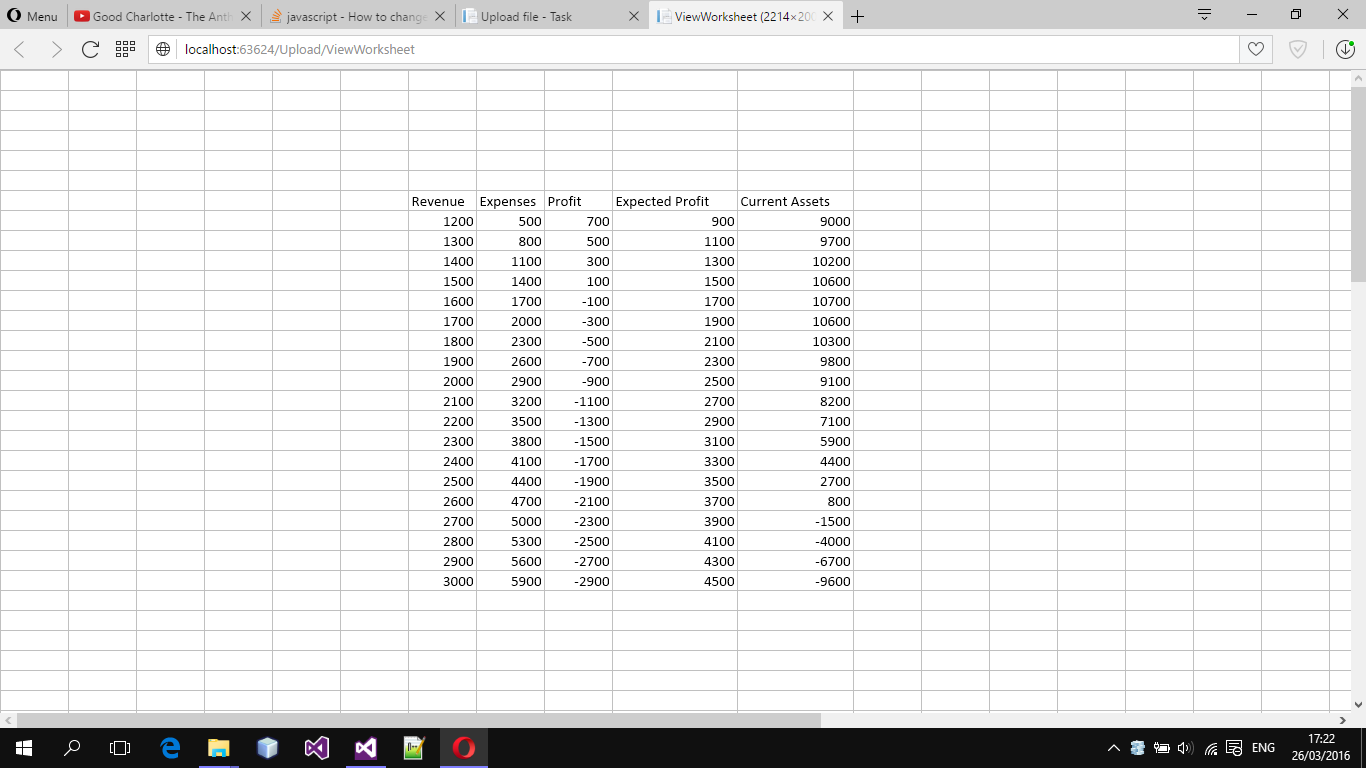 Menu
Good Charlotte - The Anth
javascript - How to change
Upload file - Task
ViewWorksheet (2214×200
localhost:63624/Upload/ViewWorksheet
Revenue Expenses Profit Expected Profit Current Assets
1200 500 700 900 9000
1300 800 500 1100 9700
1400 1100 300 1300 10200
1500 1400 100 1500 10600
1600 1700 -100 1700 10700
1700 2000 -300 1900 10600
1800 2300 -500 2100 10300
1900 2600 -700 2300 9800
2000 2900 -900 2500 9100
2100 3200 -1100 2700 8200
2200 3500 -1300 2900 7100
2300 3800 -1500 3100 5900
2400 4100 -1700 3300 4400
2500 4400 -1900 3500 2700
2600 4700 -2100 3700 800
2700 5000 -2300 3900 -1500
2800 5300 -2500 4100 -4000
2900 5600 -2700 4300 -6700
3000 5900 -2900 4500 -9600
ENG
17:22
26/03/2016